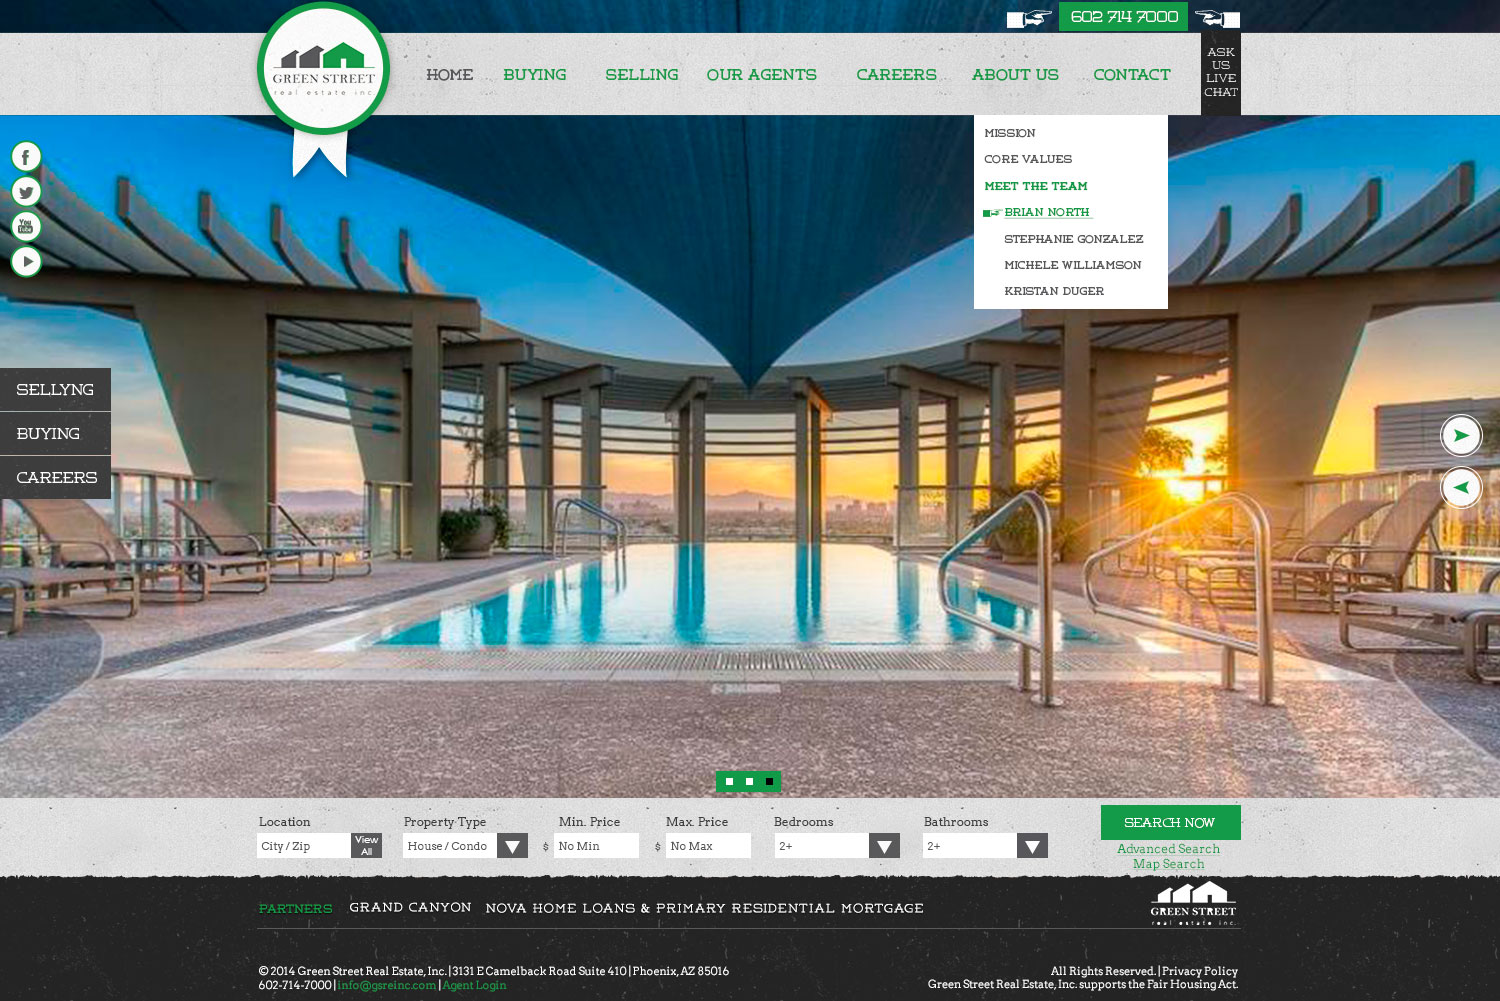 602 714 7000
GREEN STREET
real estate inc.
HOME BUYING SELLING OUR AGENTS CAREERS ABOUT US CONTACT
ASK
US
LIVE
CHAT
MISSION
CORE VALUES
MEET THE TEAM
BRIAN NORTH
STEPHANIE GONZALEZ
MICHELE WILLIAMSON
KRISTAN DUGER
You
Tube
SELLYNG
BUYING
CAREERS
Location Property Type Min. Price Max. Price Bedrooms Bathrooms
City / Zip View All House / Condo $ No Min $ No Max 2+ 2+
SEARCH NOW
Advanced Search
Map Search
PARTNERS GRAND CANYON NOVA HOME LOANS & PRIMARY RESIDENTIAL MORTGAGE
GREEN STREET
real estate inc.
© 2014 Green Street Real Estate, Inc. | 3131 E Camelback Road Suite 410 | Phoenix, AZ 85016
602-714-7000 | info@gsreinc.com | Agent Login
All Rights Reserved. | Privacy Policy
Green Street Real Estate, Inc. supports the Fair Housing Act.